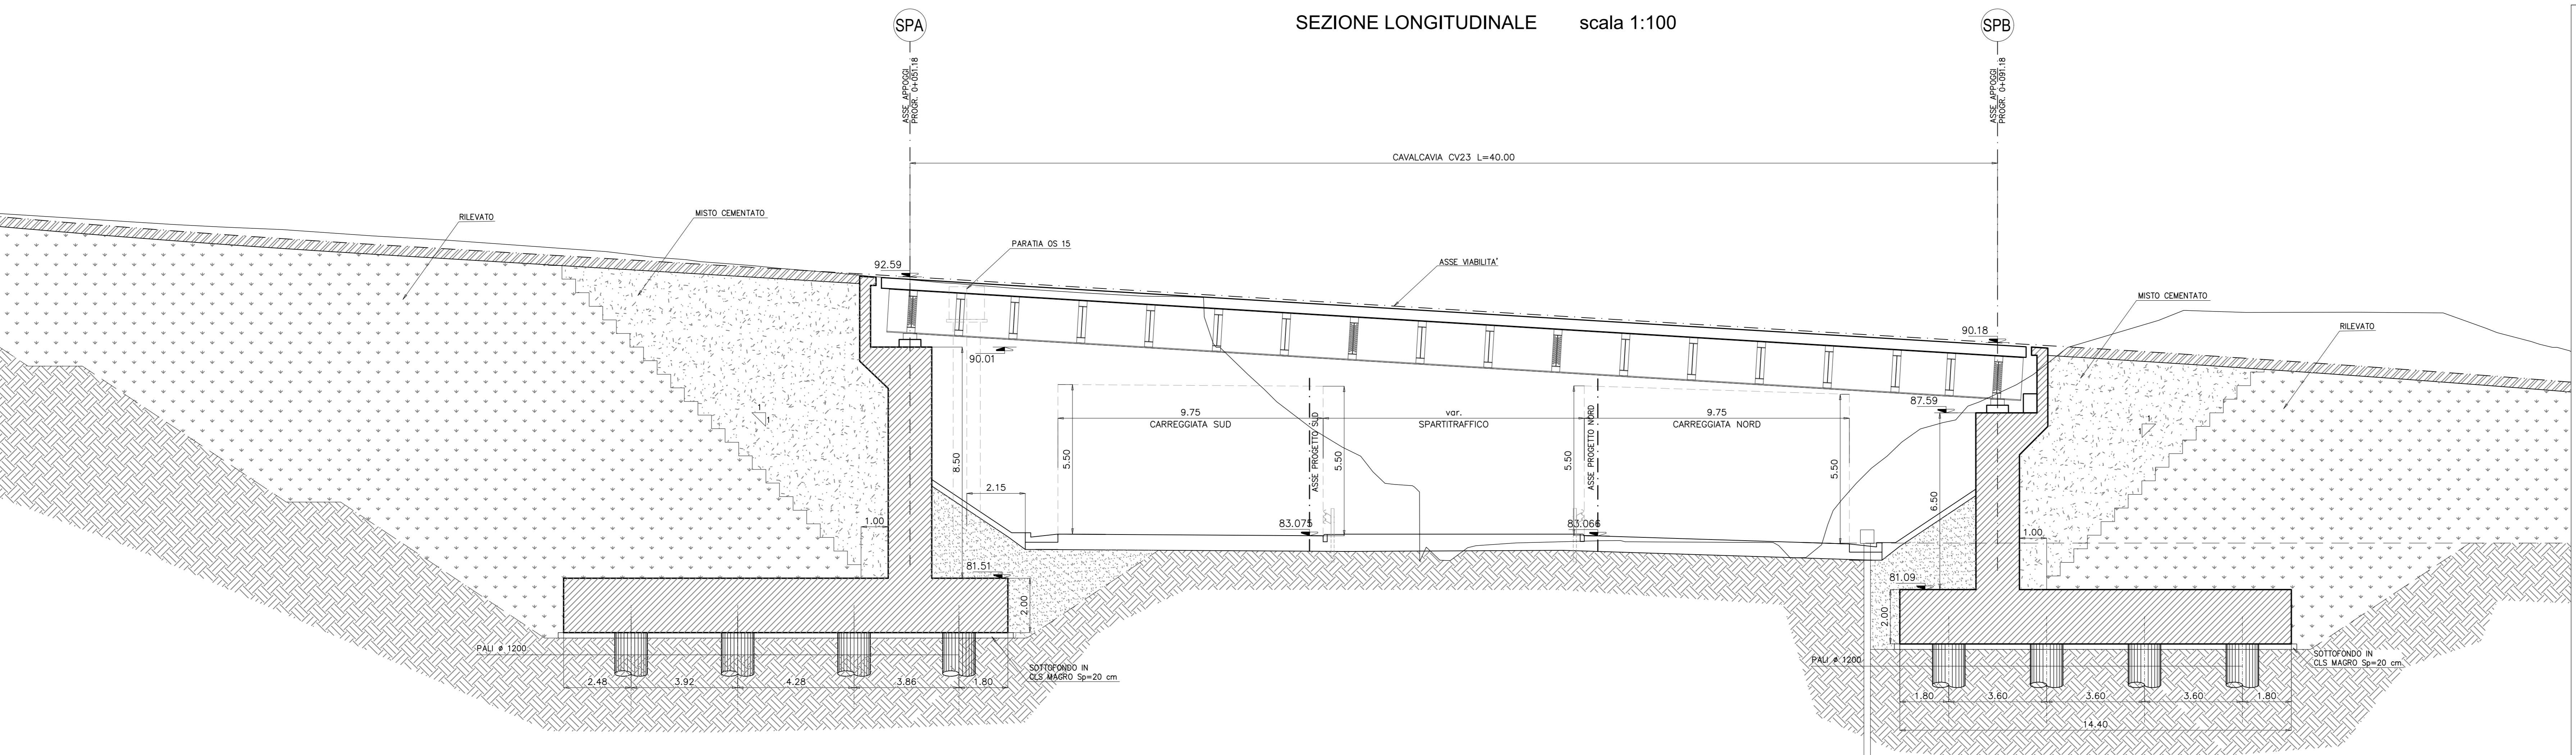 SPA
SEZIONE LONGITUDINALE scala 1:100
SPB
ASSE APPOGGI
PROGR. 0+051.18
ASSE APPOGGI
PROGR. 0+091.18
CAVALCAVIA CV23 L=40.00
RILEVATO
MISTO CEMENTATO
PARATIA OS 15
92.59
ASSE VIABILITA'
MISTO CEMENTATO
RILEVATO
90.18
90.01
87.59
9.75
CARREGGIATA SUD
var.
SPARTITRAFFICO
9.75
CARREGGIATA NORD
ASSE PROGETTO SUD
ASSE PROGETTO NORD
1
1
1
1
8.50
5.50
5.50
5.50
5.50
6.50
2.15
1.00
83.075
83.066
1.00
81.51
81.09
2.00
2.00
PALI ø 1200
SOTTOFONDO IN
CLS MAGRO Sp=20 cm
PALI ø 1200
SOTTOFONDO IN
CLS MAGRO Sp=20 cm
2.48
3.92
4.28
3.86
1.80
1.80
3.60
3.60
3.60
1.80
14.40